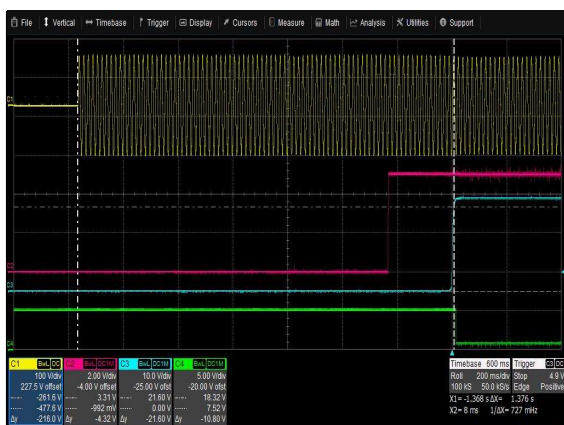 File Vertical Timebase Trigger Display Cursors Measure Math Analysis Utilities Support
C2
C3
C4
C1 BwL DC C2 BwL DC1M C3 BwL DC1M C4 BwL DC1M Timebase 600 ms Trigger C3 DC
100 V/div 2.00 V/div 10.0 V/div 5.00 V/div Roll 200 ms/div Stop 4.9 V
227.5 V offset -4.00 V offset -25.00 V ofst -20.00 V ofst 100 kS 50.0 kS/s Edge Positive
-261.6 V 3.31 V 21.60 V 18.32 V X1= -1.368 s ΔX= 1.376 s
-477.6 V -992 mV 0.00 V 7.52 V X2= 8 ms 1/ΔX= 727 mHz
Δy -216.0 V Δy -4.32 V Δy -21.60 V Δy -10.80 V